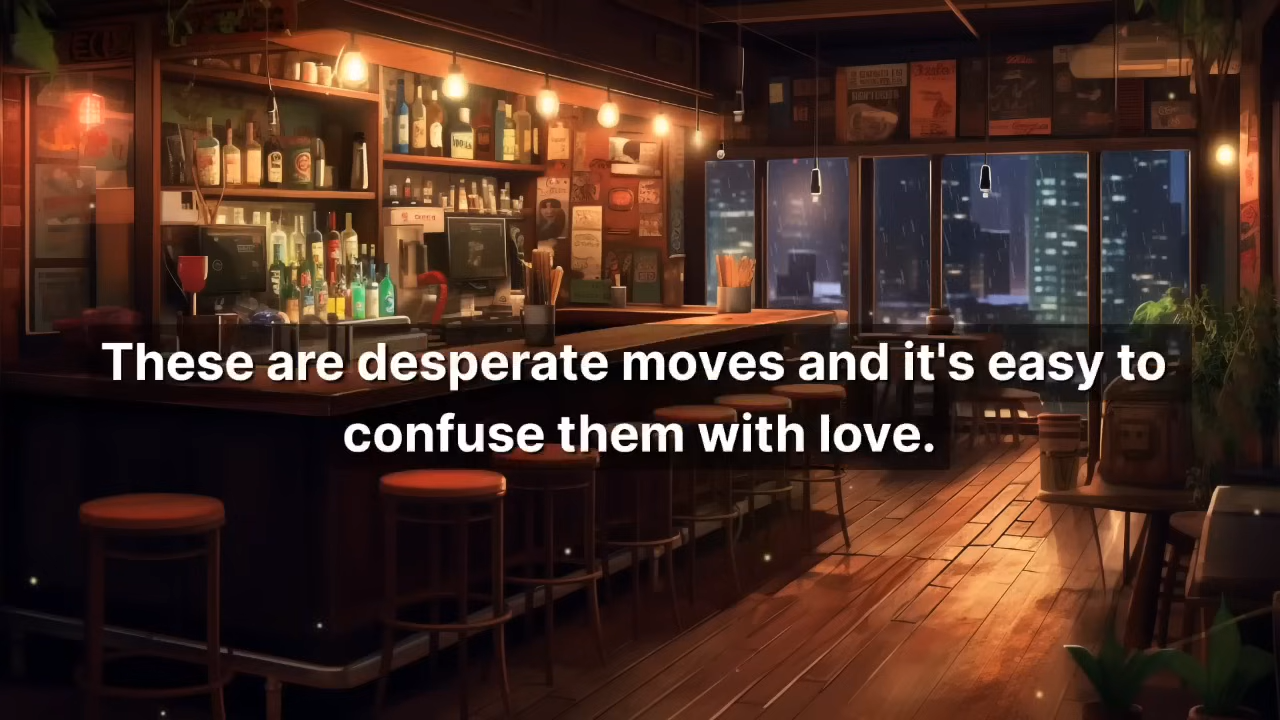 These are desperate moves and it's easy to
confuse them with love.